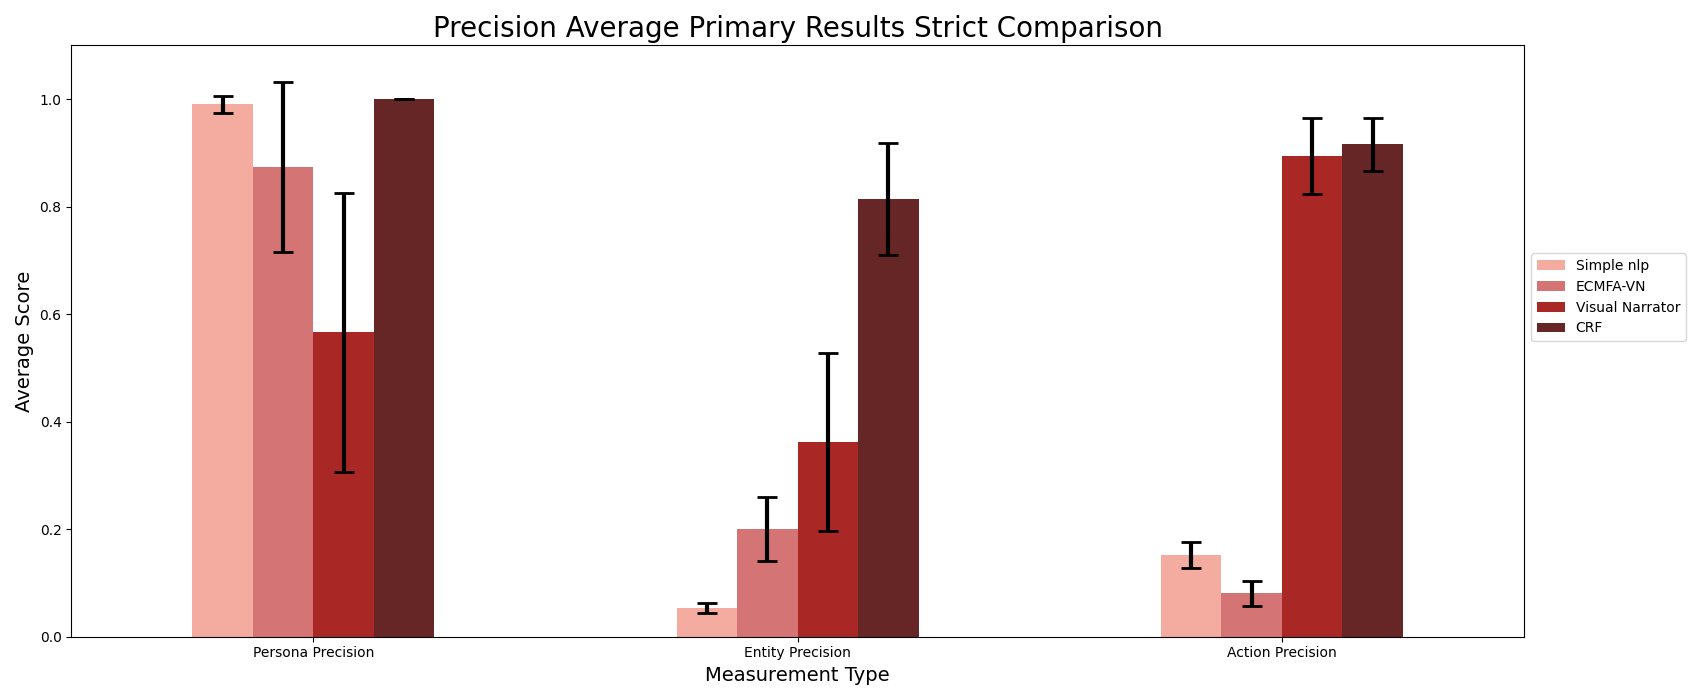 Precision Average Primary Results Strict Comparison
Average Score
1.0
0.8
0.6
0.4
0.2
0.0
Persona Precision
Entity Precision
Action Precision
Measurement Type
Simple nlp
ECMFA-VN
Visual Narrator
CRF